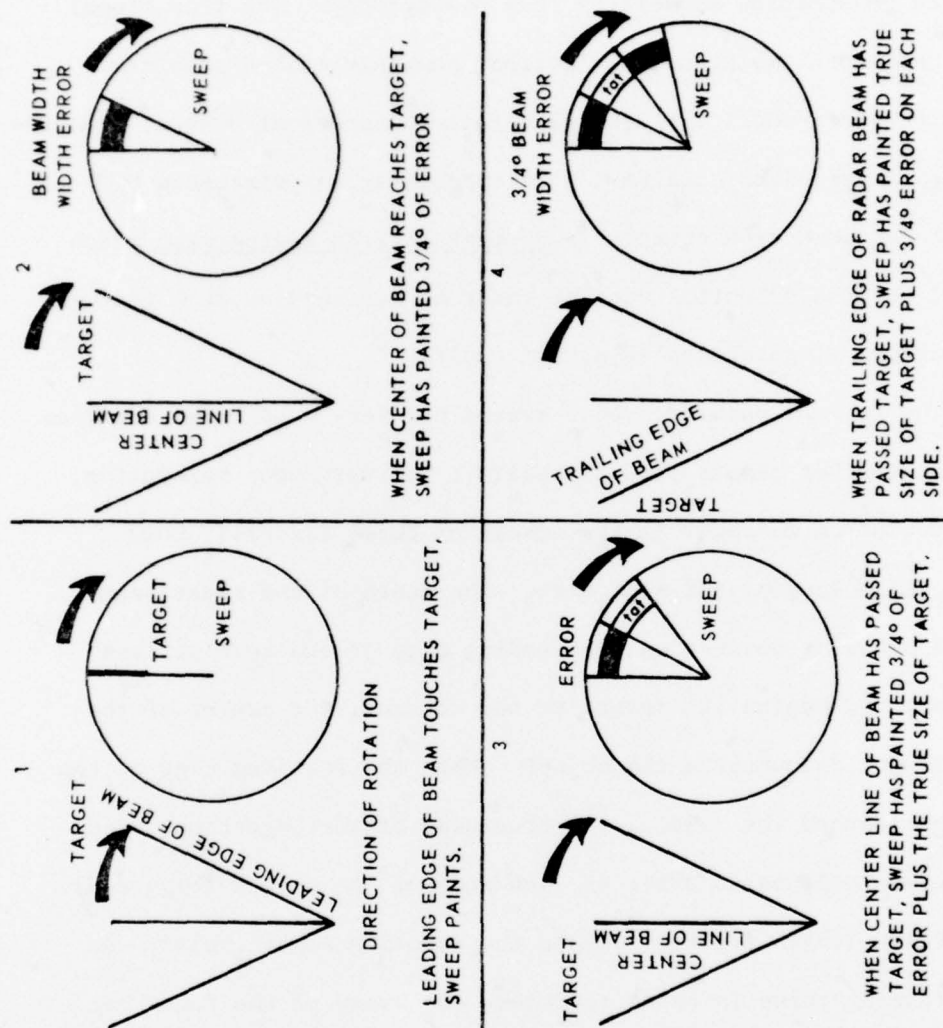 1
TARGET
LEADING EDGE OF BEAM
TARGET
SWEEP
DIRECTION OF ROTATION
LEADING EDGE OF BEAM TOUCHES TARGET,
SWEEP PAINTS.
2
TARGET
CENTER
LINE OF BEAM
BEAM WIDTH
WIDTH ERROR
SWEEP
WHEN CENTER OF BEAM REACHES TARGET,
SWEEP HAS PAINTED 3/4° OF ERROR
3
TARGET
CENTER
LINE OF BEAM
ERROR
tat
SWEEP
WHEN CENTER LINE OF BEAM HAS PASSED
TARGET, SWEEP HAS PAINTED 3/4° OF
ERROR PLUS THE TRUE SIZE OF TARGET.
4
TARGET
TRAILING EDGE
OF BEAM
3/4° BEAM
WIDTH ERROR
tat
SWEEP
WHEN TRAILING EDGE OF RADAR BEAM HAS
PASSED TARGET, SWEEP HAS PAINTED TRUE
SIZE OF TARGET PLUS 3/4° ERROR ON EACH
SIDE.